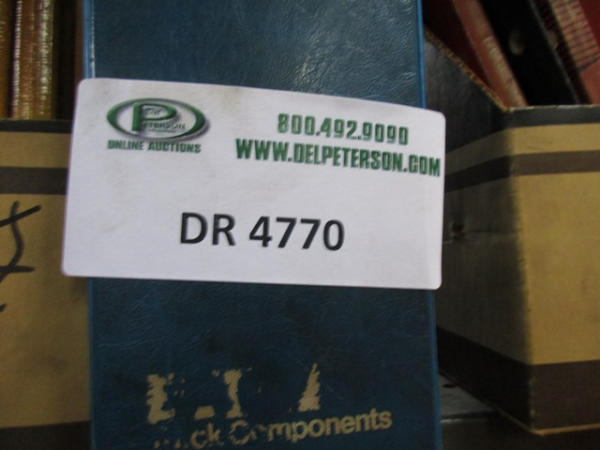 PETERSON
ONLINE AUCTIONS
800.492.9090
WWW.DELPETERSON.COM
DR 4770
Components